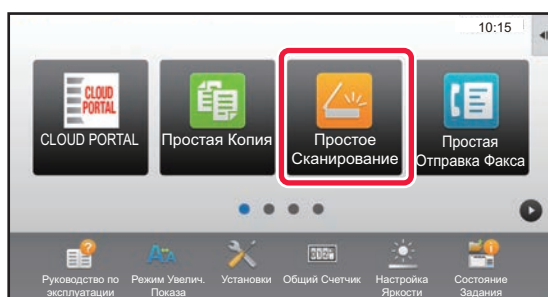 10:15
CLOUD
PORTAL
CLOUD PORTAL
Простая Копия
Простое
Сканирование
Простая
Отправка Факса
Руководство по
эксплуатации
Режим Увелич.
Показа
Установки
Общий Счетчик
Настройка
Яркости
Состояние
Задания